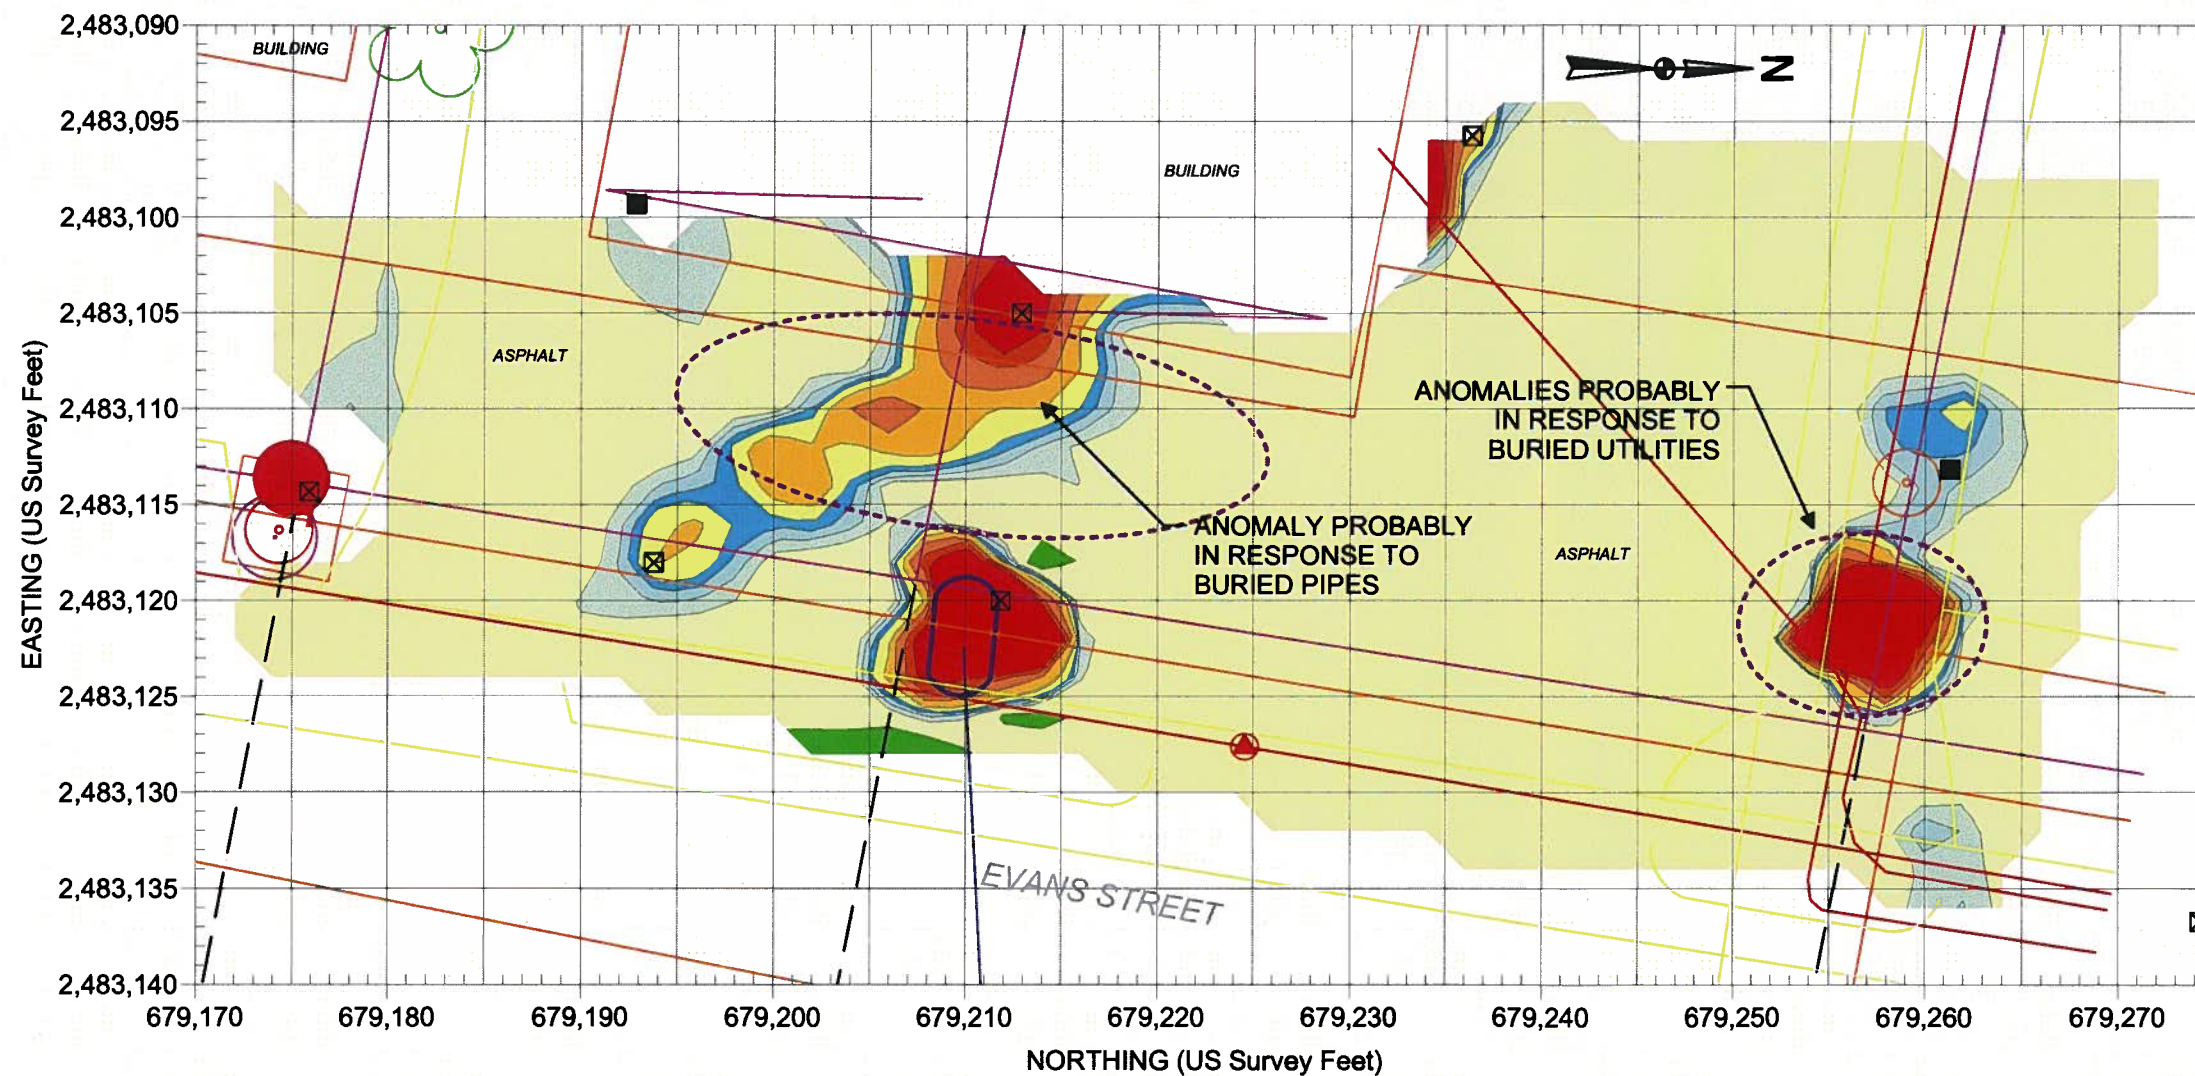 2,483,090
BUILDING
N
2,483,095
BUILDING
2,483,100
2,483,105
ASPHALT
2,483,110
ANOMALIES PROBABLY
IN RESPONSE TO
BURIED UTILITIES
2,483,115
ANOMALY PROBABLY
IN RESPONSE TO
BURIED PIPES
ASPHALT
2,483,120
2,483,125
2,483,130
2,483,135
EVANS STREET
2,483,140
EASTING (US Survey Feet)
679,170 679,180 679,190 679,200 679,210 679,220 679,230 679,240 679,250 679,260 679,270
NORTHING (US Survey Feet)